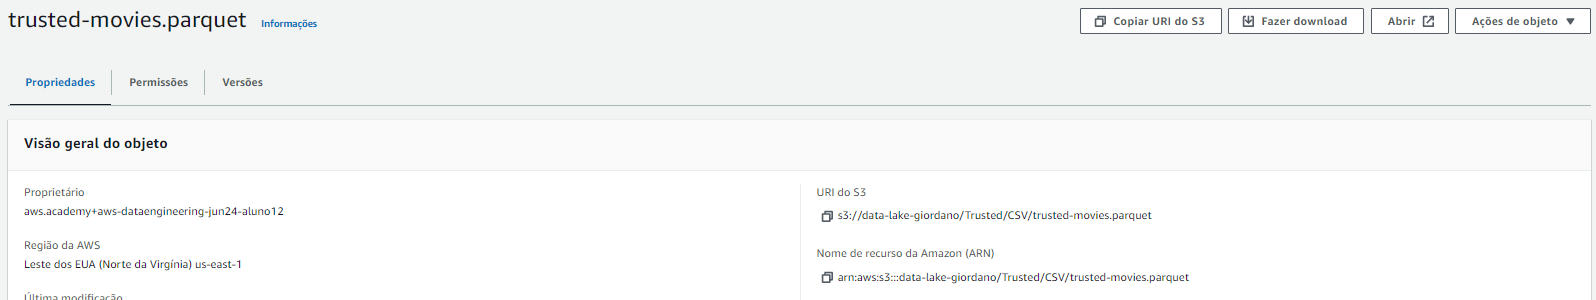 trusted-movies.parquet Informações
Copiar URI do S3 Fazer download Abrir Ações de objeto
Propriedades Permissões Versões
Visão geral do objeto
Proprietário
aws.academy+aws-dataengineering-jun24-aluno12
Região da AWS
Leste dos EUA (Norte da Virgínia) us-east-1
Última modificação
URI do S3
s3://data-lake-giordano/Trusted/CSV/trusted-movies.parquet
Nome de recurso da Amazon (ARN)
arn:aws:s3:::data-lake-giordano/Trusted/CSV/trusted-movies.parquet